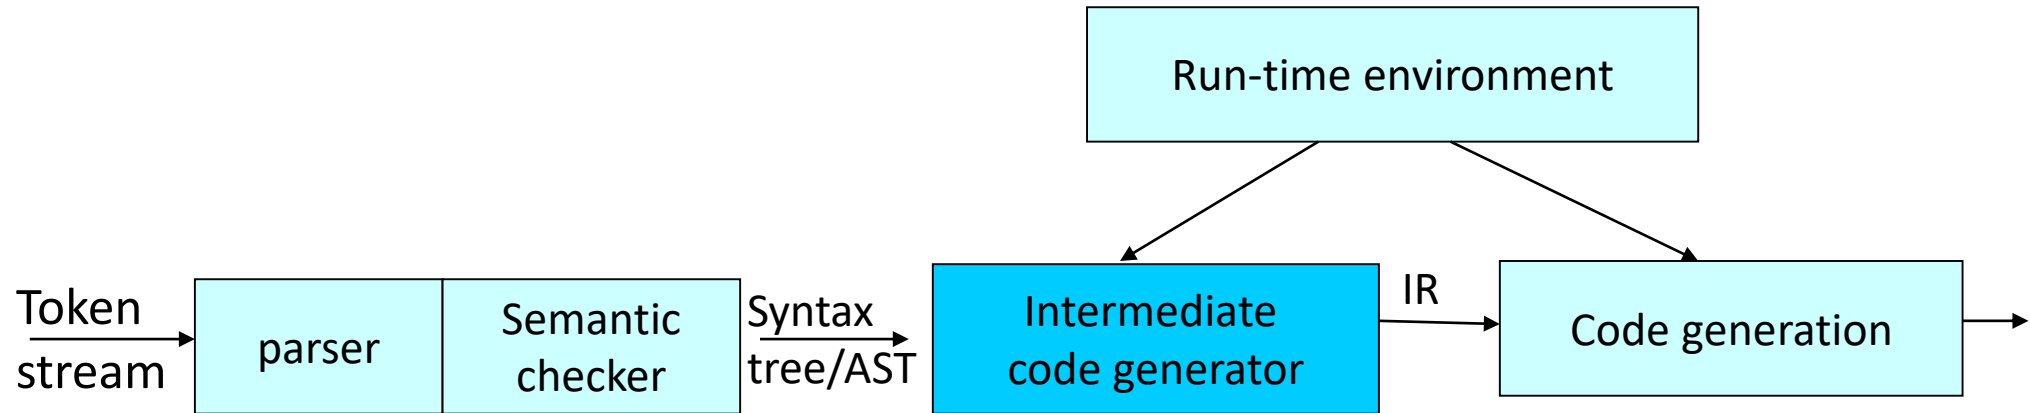 Run-time environment
Token
stream
parser
Semantic
checker
Syntax
tree/AST
Intermediate
code generator
IR
Code generation